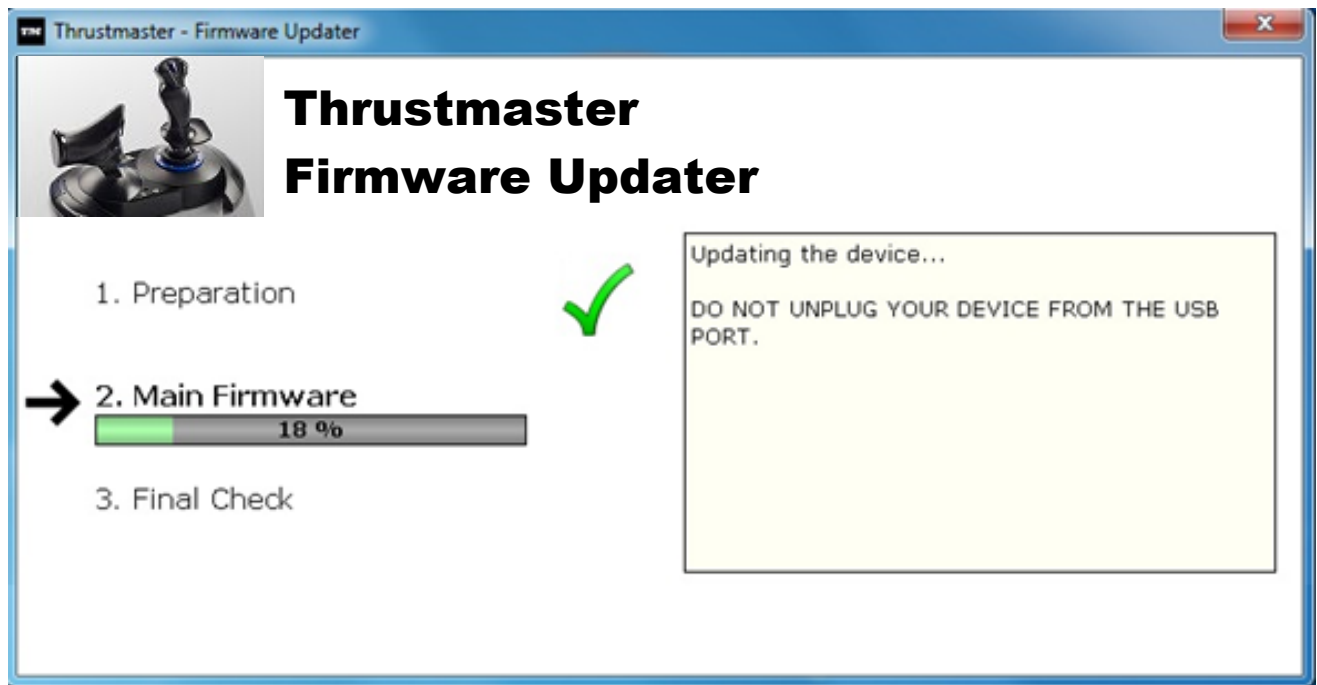 TM Thrustmaster - Firmware Updater
Thrustmaster
Firmware Updater
1. Preparation
2. Main Firmware
18 %
3. Final Check
Updating the device...
DO NOT UNPLUG YOUR DEVICE FROM THE USB
PORT.